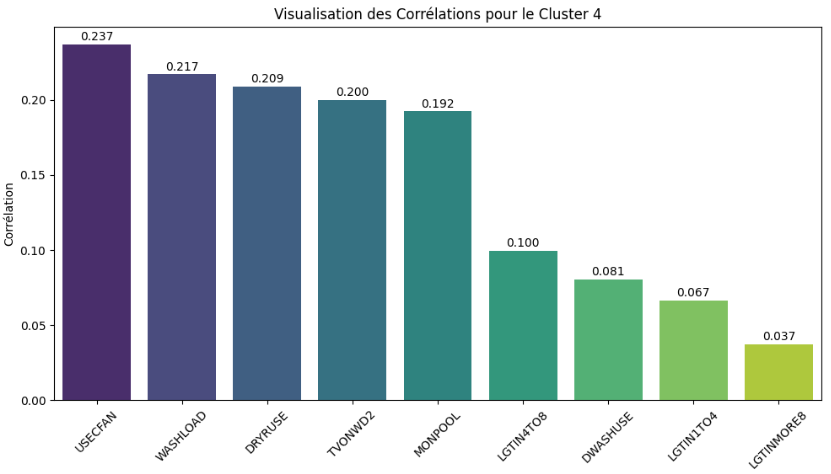 Visualisation des Corrélations pour le Cluster 4
Corrélation
0.20
0.15
0.10
0.05
0.00
0.237
0.217
0.209
0.200
0.192
0.100
0.081
0.067
0.037
USECFAN
WASHLOAD
DRYRUSE
TVONWD2
MONPOOL
LGTIN4TO8
DWASHUSE
LGTIN1TO4
LGTINMORE8